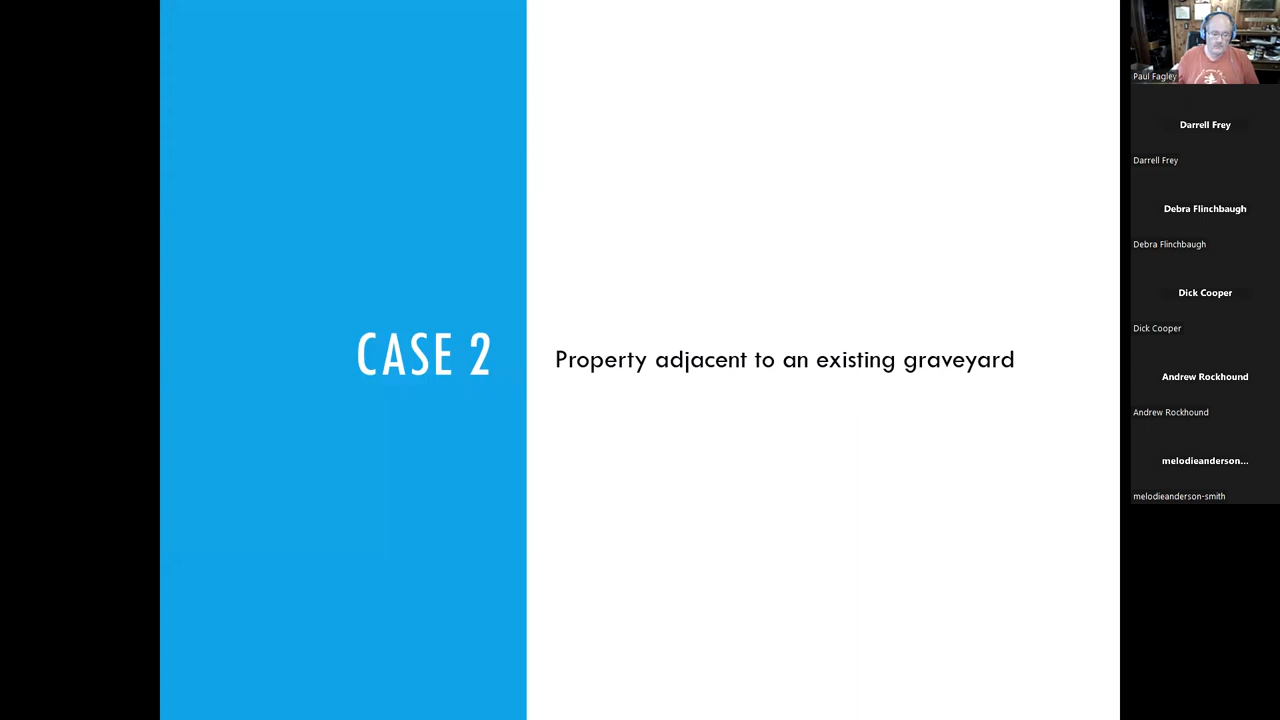 CASE 2
Property adjacent to an existing graveyard
Paul Fagley
Darrell Frey
Darrell Frey
Debra Flinchbaugh
Debra Flinchbaugh
Dick Cooper
Dick Cooper
Andrew Rockhound
Andrew Rockhound
melodieanderson...
melodieanderson-smith